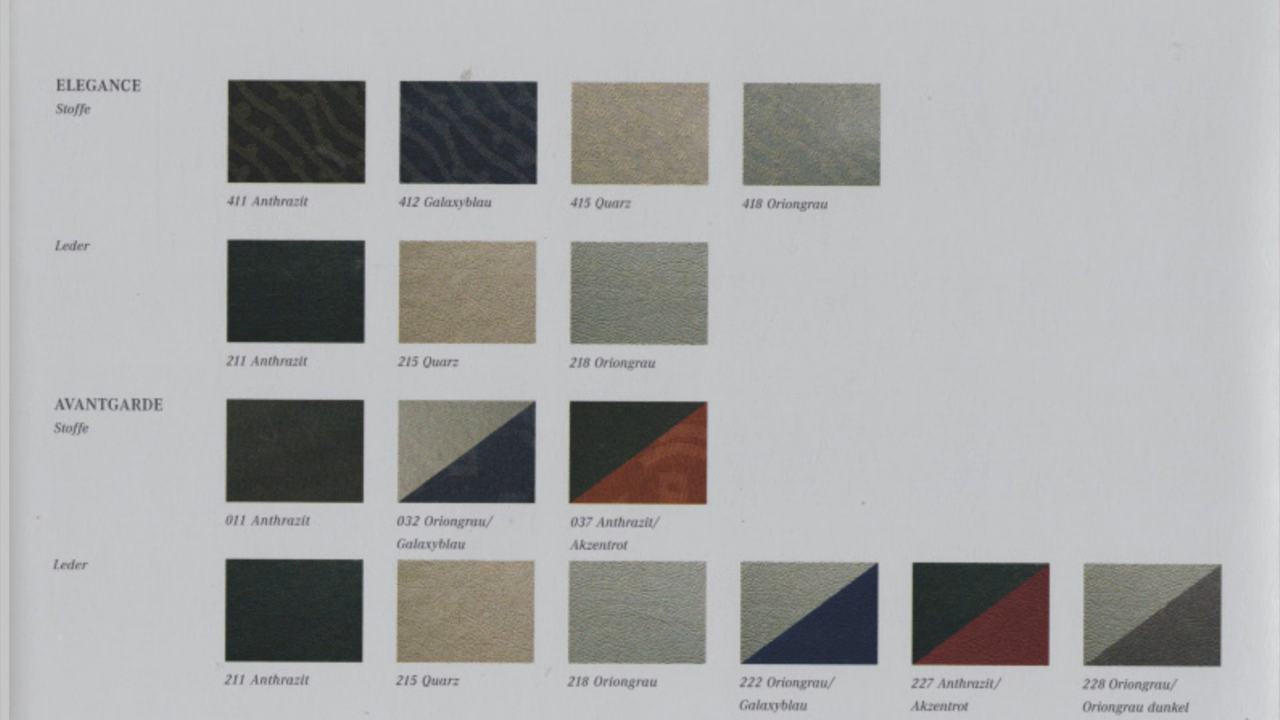 ELEGANCE
Stoffe
411 Anthrazit
412 Galaxyblau
415 Quarz
418 Oriongrau
Leder
211 Anthrazit
215 Quarz
218 Oriongrau
AVANTGARDE
Stoffe
011 Anthrazit
032 Oriongrau/
Galaxyblau
037 Anthrazit/
Akzentrot
Leder
211 Anthrazit
215 Quarz
218 Oriongrau
222 Oriongrau/
Galaxyblau
227 Anthrazit/
Akzentrot
228 Oriongrau/
Oriongrau dunkel